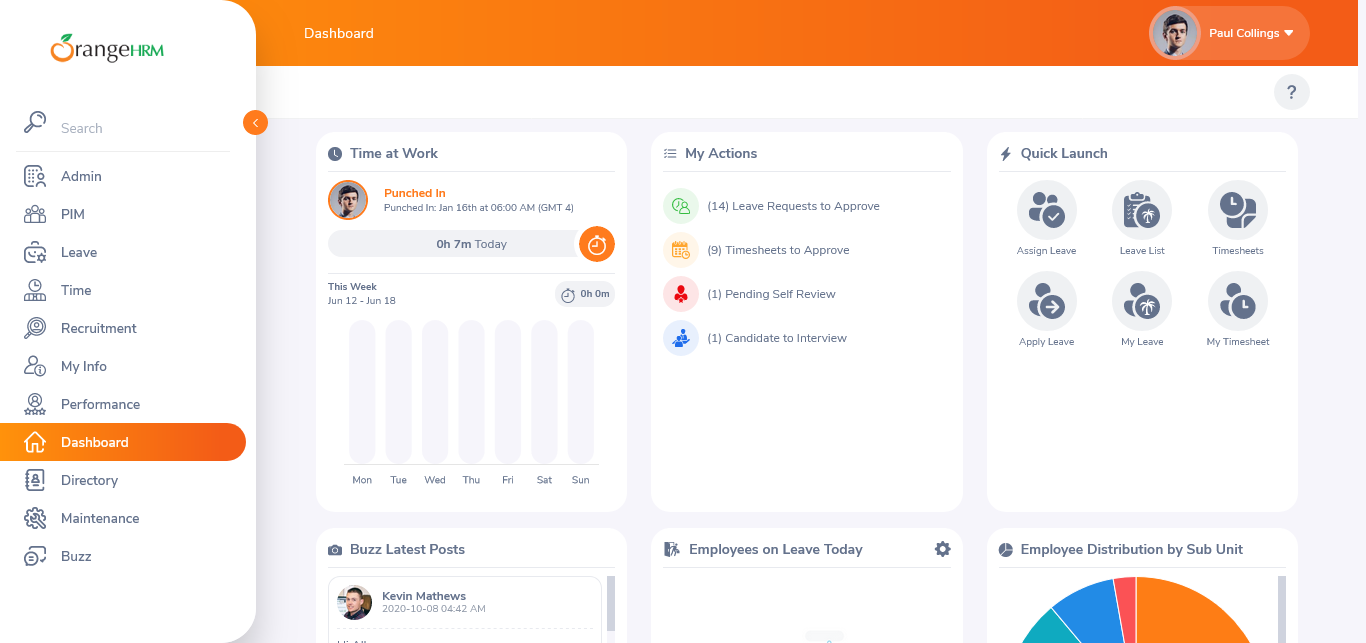 OrangeHRM
Dashboard
Paul Collings
?
Search
Admin
PIM
Leave
Time
Recruitment
My Info
Performance
Dashboard
Directory
Maintenance
Buzz
Time at Work
Punched In
Punched In: Jan 16th at 06:00 AM (GMT 4)
0h 7m Today
This Week
Jun 12 - Jun 18
0h 0m
Mon Tue Wed Thu Fri Sat Sun
My Actions
(14) Leave Requests to Approve
(9) Timesheets to Approve
(1) Pending Self Review
(1) Candidate to Interview
Quick Launch
Assign Leave Leave List Timesheets
Apply Leave My Leave My Timesheet
Buzz Latest Posts
Kevin Mathews
2020-10-08 04:42 AM
Employees on Leave Today
Employee Distribution by Sub Unit